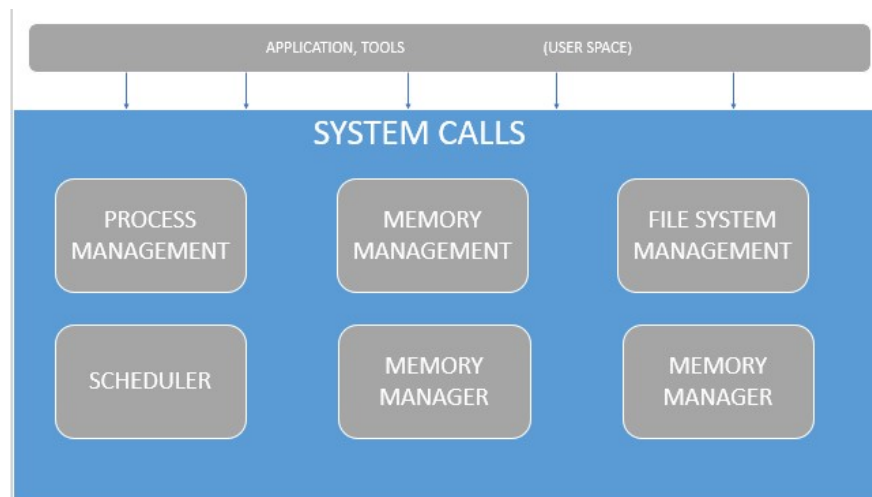 APPLICATION, TOOLS (USER SPACE)
SYSTEM CALLS
PROCESS
MANAGEMENT
MEMORY
MANAGEMENT
FILE SYSTEM
MANAGEMENT
SCHEDULER
MEMORY
MANAGER
MEMORY
MANAGER